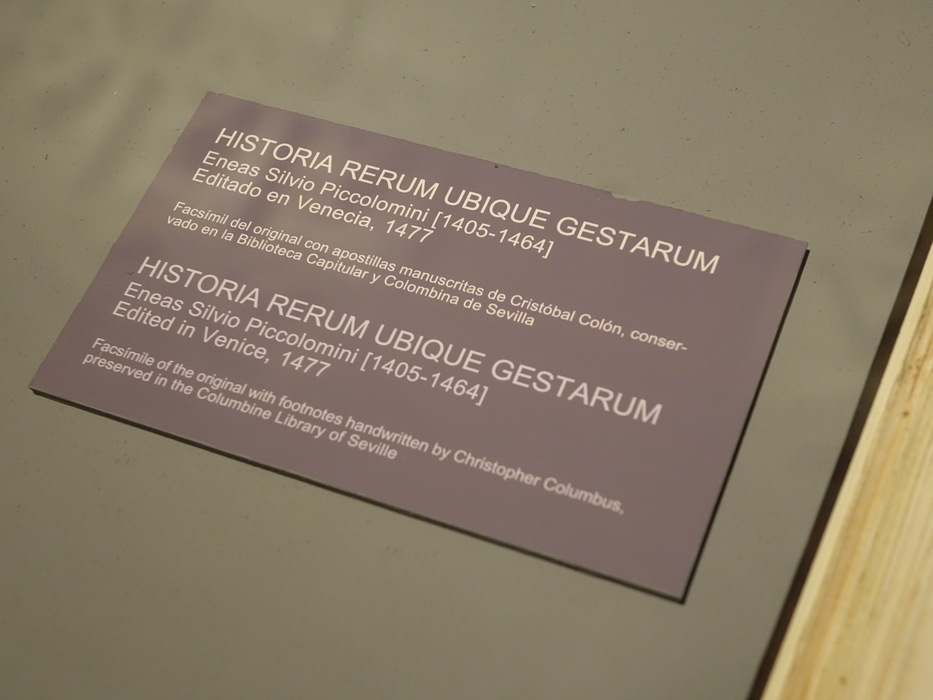 HISTORIA RERUM UBIQUE GESTARUM
Eneas Silvio Piccolomini [1405-1464]
Editado en Venecia, 1477
Facsímil del original con apostillas manuscritas de Cristóbal Colón, conser-
vado en la Biblioteca Capitular y Colombina de Sevilla
HISTORIA RERUM UBIQUE GESTARUM
Eneas Silvio Piccolomini [1405-1464]
Edited in Venice, 1477
Facsimile of the original with footnotes handwritten by Christopher Columbus,
preserved in the Columbine Library of Seville